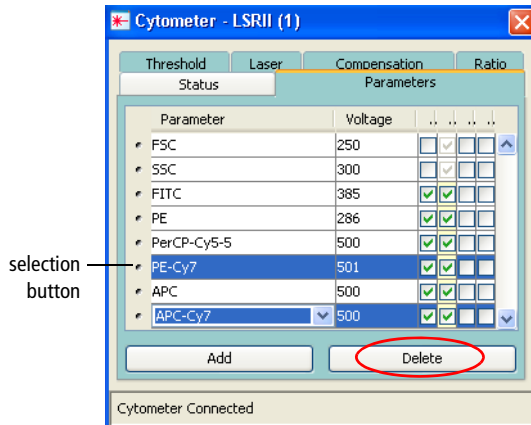 Cytometer - LSRII (1)
Threshold Laser Compensation Ratio
Status Parameters
Parameter Voltage .. .. .. ..
FSC 250
SSC 300
FITC 385
PE 286
PerCP-Cy5-5 500
PE-Cy7 501
APC 500
APC-Cy7 500
selection
button
Add Delete
Cytometer Connected